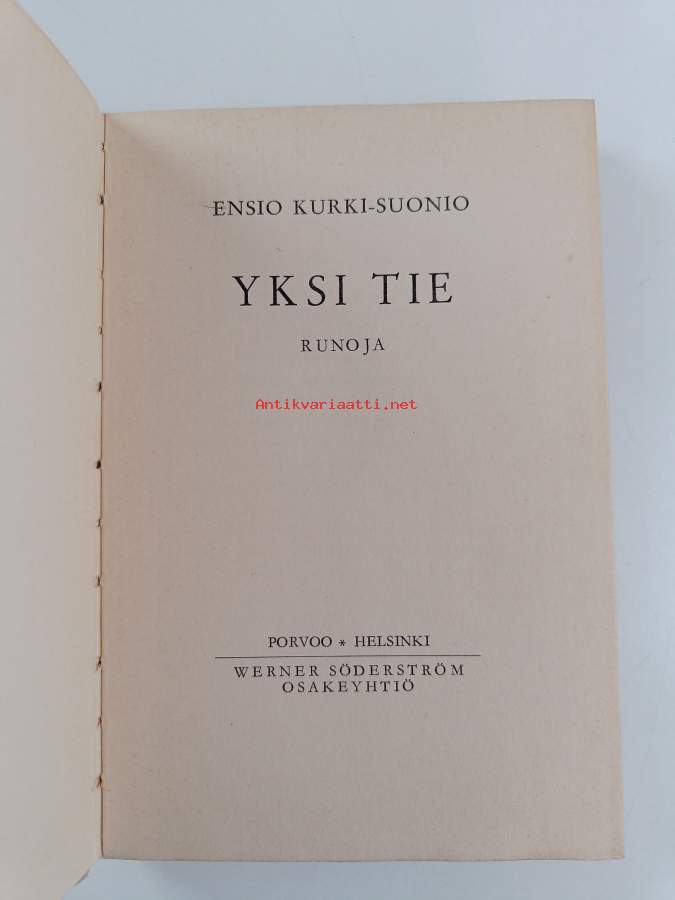 ENSIO KURKI-SUONIO
YKSI TIE
RUNOJA
Antikvariaatti.net
PORVOO * HELSINKI
WERNER SÖDERSTRÖM
OSAKEYHTIÖ